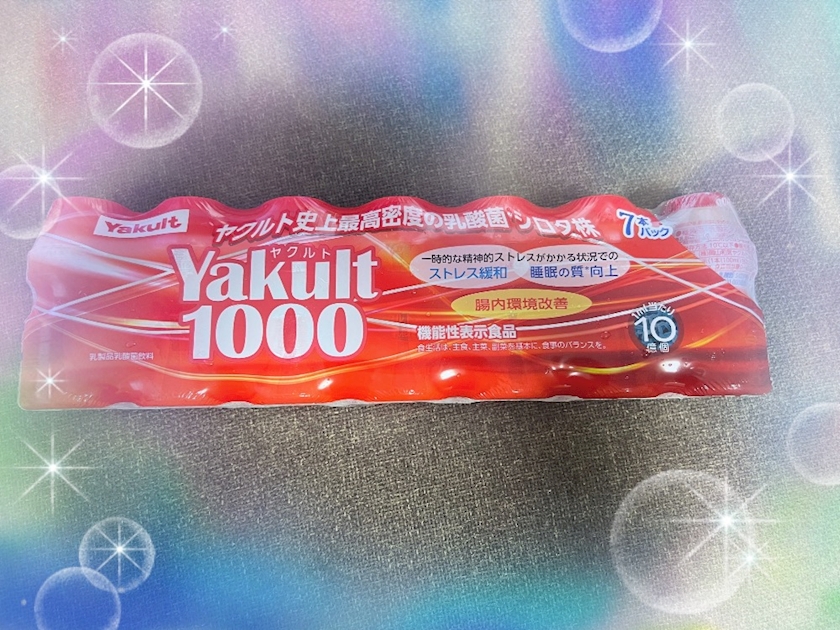 Yakult
ヤクルト史上最高密度の乳酸菌 シロタ株
7本パック
ヤクルト
Yakult
1000
一時的な精神的ストレスがかかる状況での
ストレス緩和 睡眠の質 向上
腸内環境改善
機能性表示食品
食生活は、主食、主菜、副菜を基本に、食事のバランスを。
1ml当たり
10
億個
乳製品乳酸菌飲料